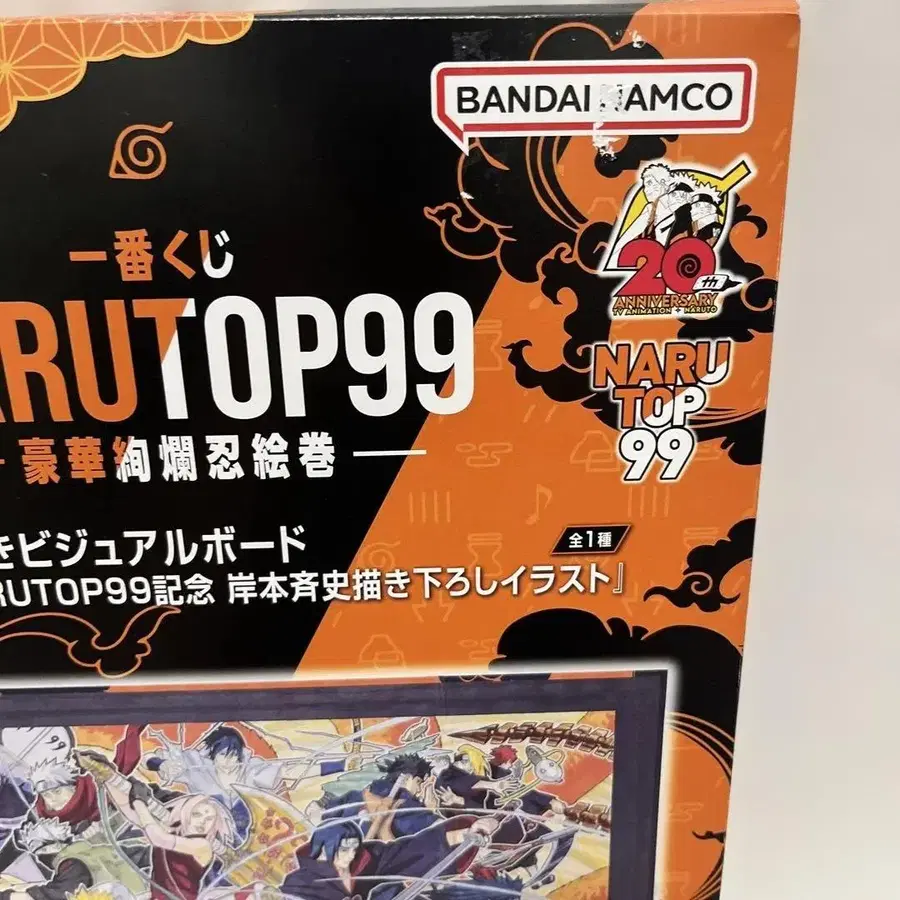 BANDAI NAMCO
20th
ANNIVERSARY
TV ANIMATION NARUTO
一番くじ
ARUTOP99
豪華絢爛忍絵巻
NARU
TOP
99
きビジュアルボード
全1種
RUTOP99記念 岸本斉史描き下ろしイラスト』